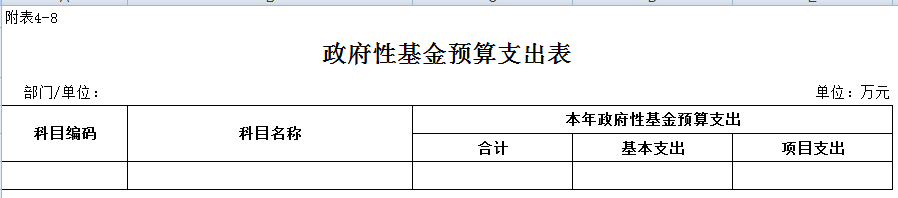 附表4-8
政府性基金预算支出表
部门/单位： 单位：万元
科目编码 科目名称 本年政府性基金预算支出
合计 基本支出 项目支出